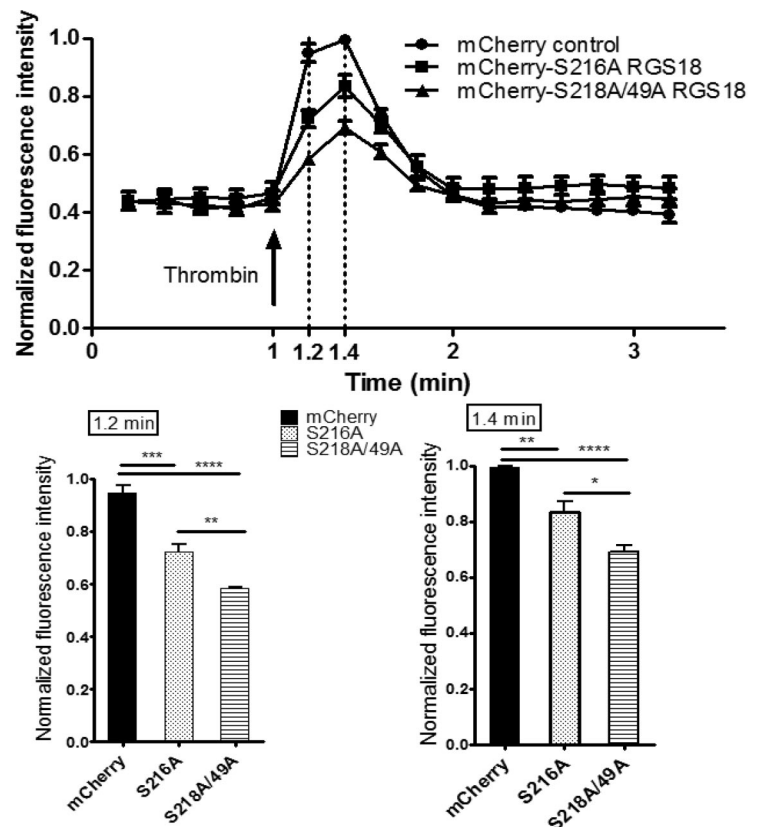 Normalized fluorescence intensity
1.0
0.8
0.6
0.4
0.2
0.0
mCherry control
mCherry-S216A RGS18
mCherry-S218A/49A RGS18
Thrombin
0
1
1.2
1.4
2
3
Time (min)
1.2 min
mCherry
S216A
S218A/49A
Normalized fluorescence intensity
1.0
0.8
0.6
0.4
0.2
0.0
***
****
**
mCherry
S216A
S218A/49A
1.4 min
Normalized fluorescence intensity
1.0
0.8
0.6
0.4
0.2
0.0
**
****
*
mCherry
S216A
S218A/49A